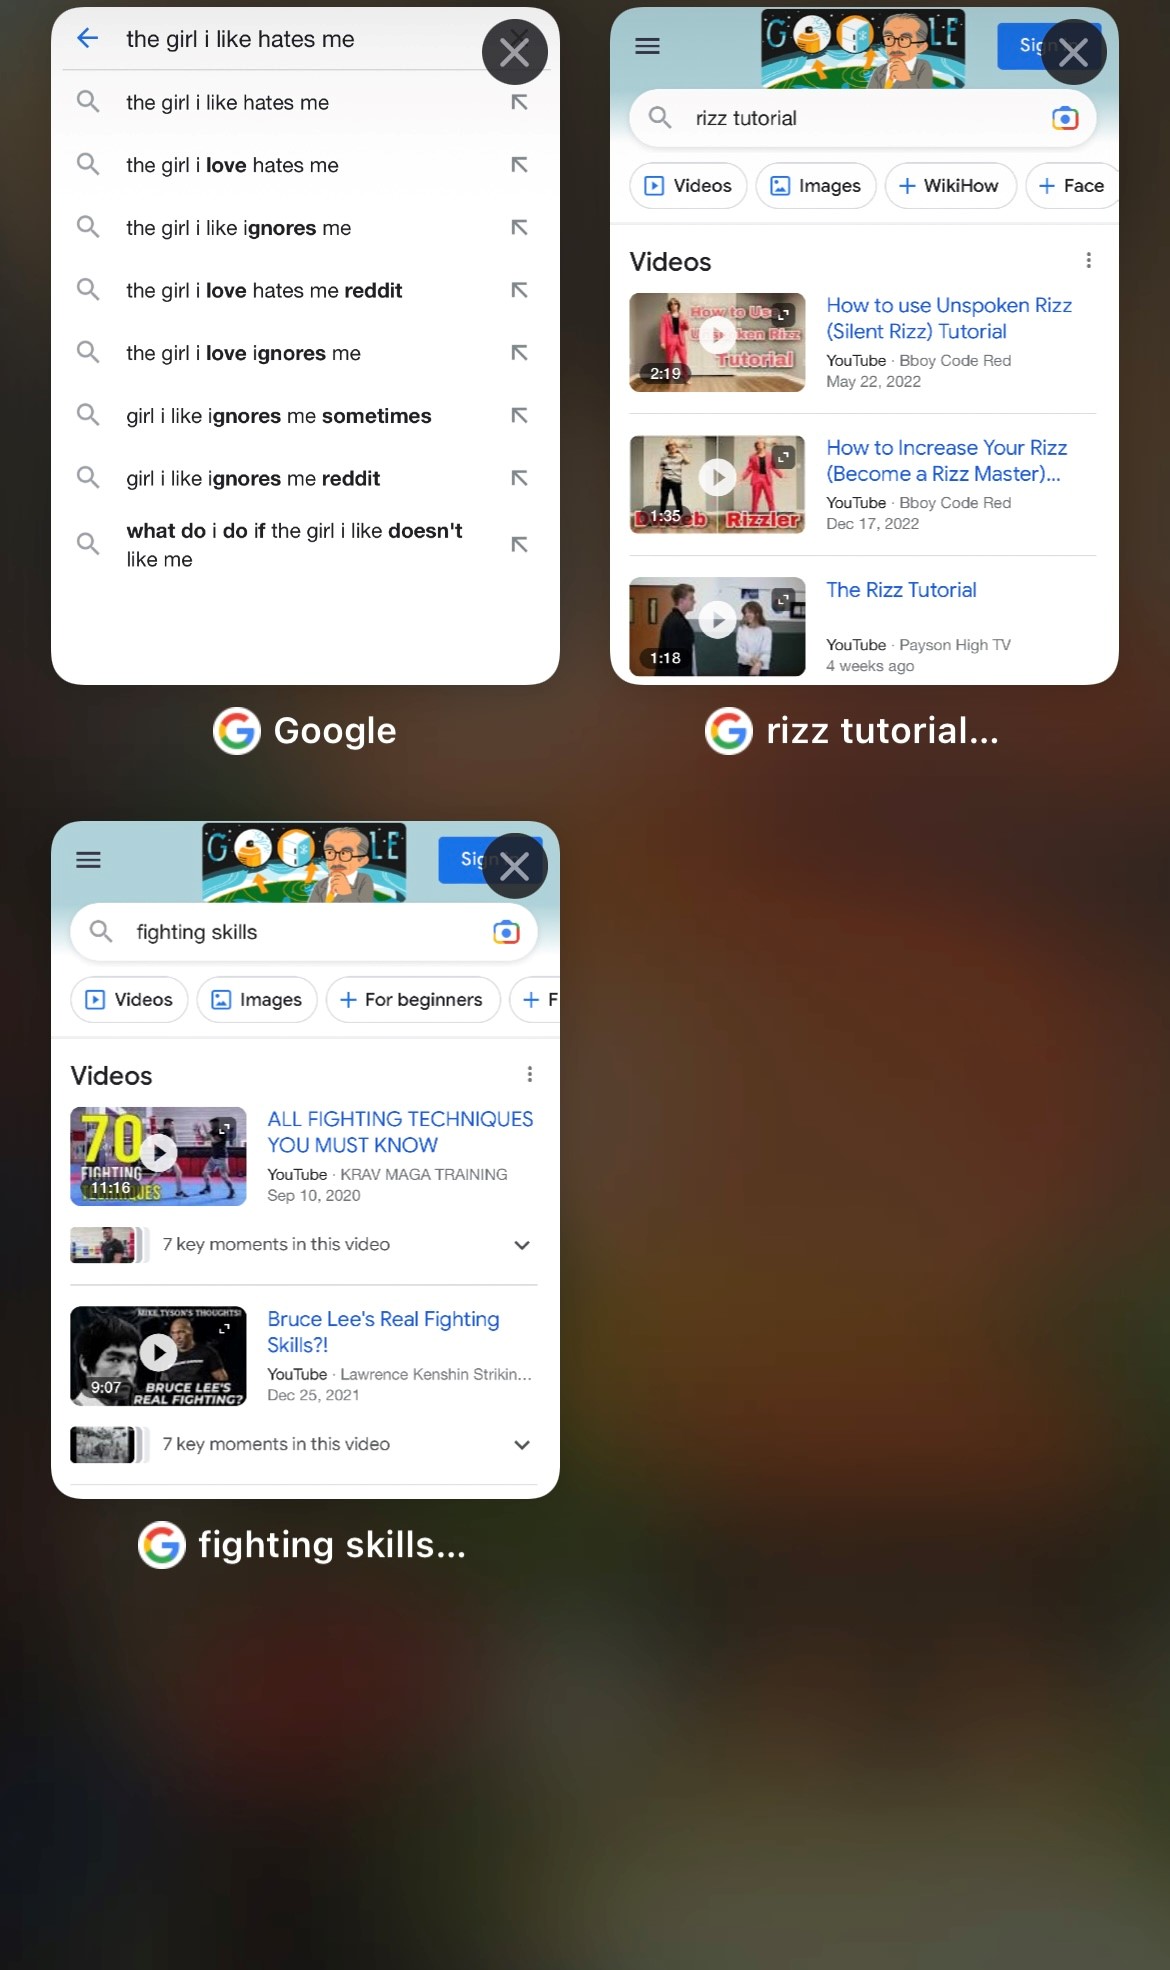 the girl i like hates me
the girl i like hates me
the girl i love hates me
the girl i like ignores me
the girl i love hates me reddit
the girl i love ignores me
girl i like ignores me sometimes
girl i like ignores me reddit
what do i do if the girl i like doesn't
like me
Google
GOOGLE
Sig
rizz tutorial
Videos
Images
+ WikiHow
+ Face
Videos
How to Use
Unspoken Rizz
Tutorial
2:19
How to use Unspoken Rizz
(Silent Rizz) Tutorial
YouTube · Bboy Code Red
May 22, 2022
Rizzler
1:35
How to Increase Your Rizz
(Become a Rizz Master)...
YouTube · Bboy Code Red
Dec 17, 2022
1:18
The Rizz Tutorial
YouTube · Payson High TV
4 weeks ago
rizz tutorial...
GOOGLE
Sig
fighting skills
Videos
Images
+ For beginners
+ F
Videos
70
FIGHTING
TECHNIQUES
11:16
ALL FIGHTING TECHNIQUES
YOU MUST KNOW
YouTube · KRAV MAGA TRAINING
Sep 10, 2020
7 key moments in this video
MIKE TYSON'S THOUGHTS!
BRUCE LEE'S
REAL FIGHTING?
9:07
Bruce Lee's Real Fighting
Skills?!
YouTube · Lawrence Kenshin Strikin...
Dec 25, 2021
7 key moments in this video
fighting skills...